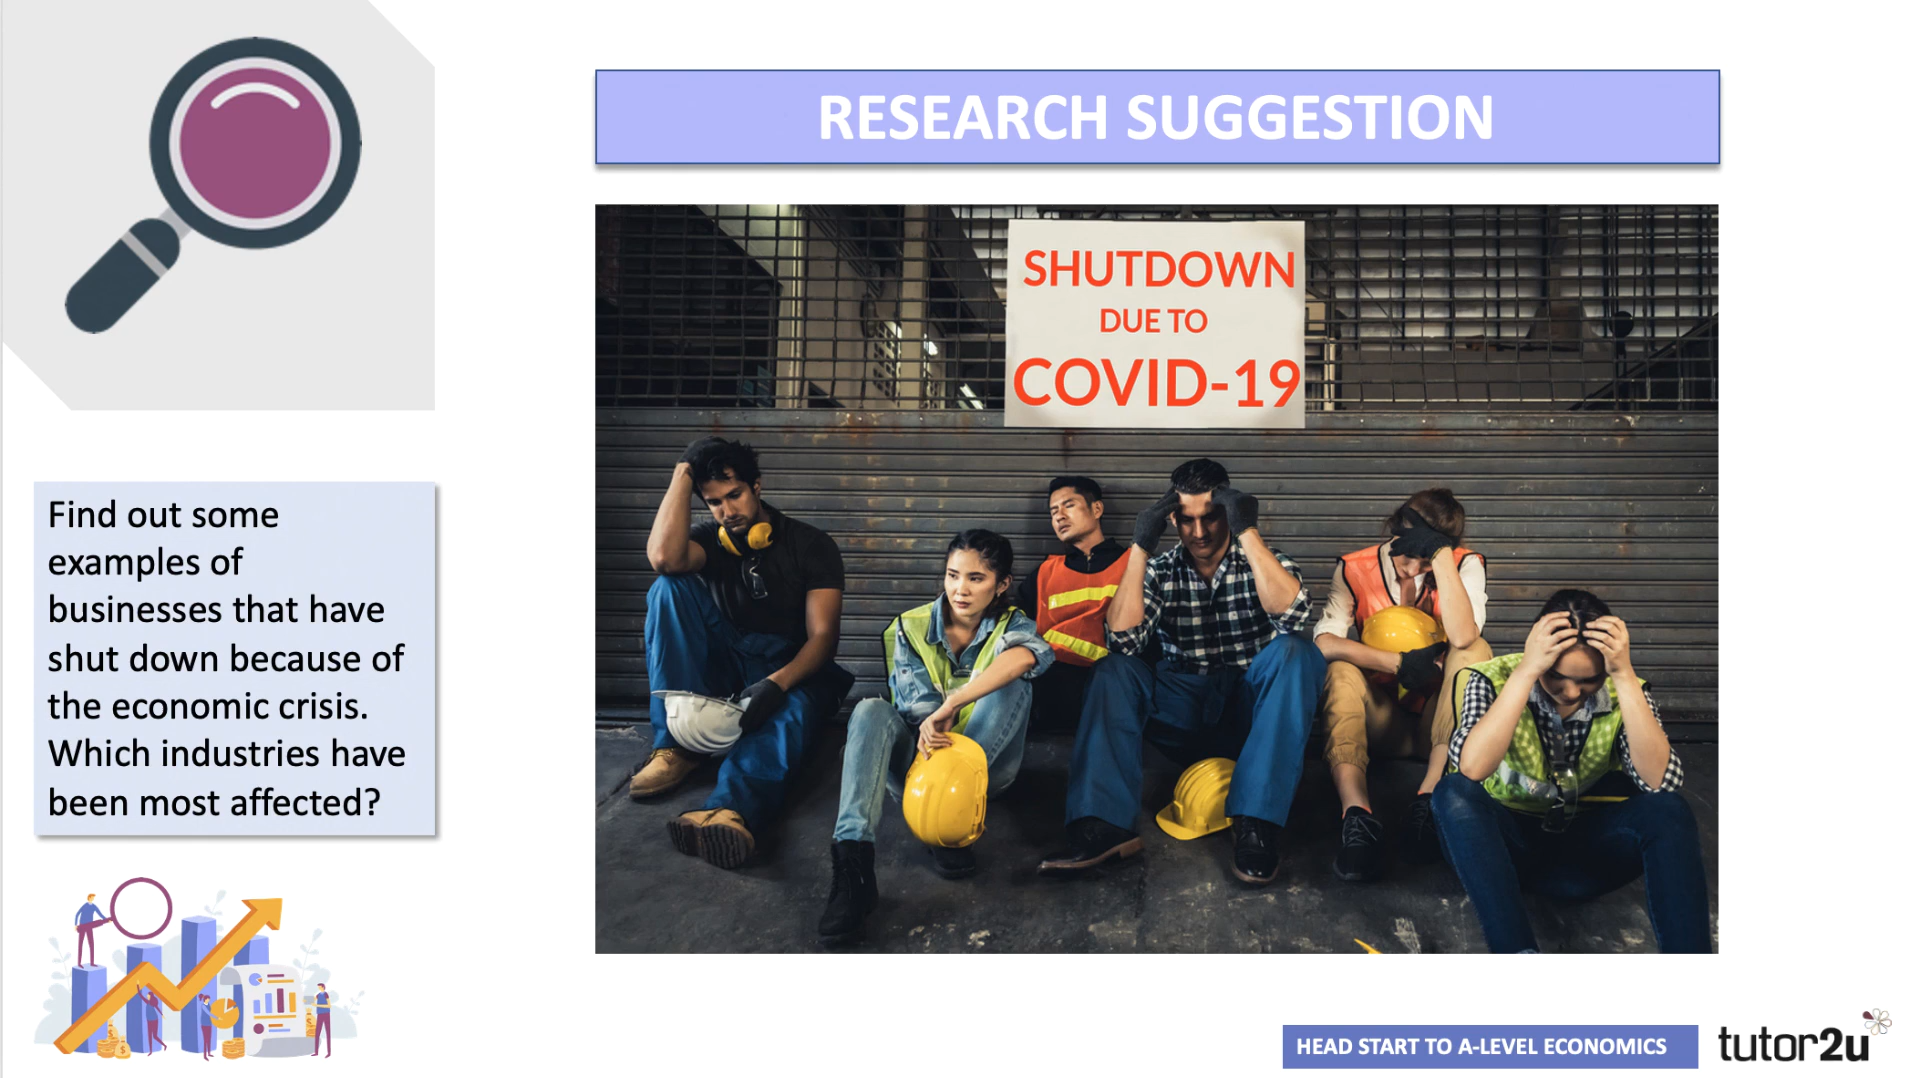 RESEARCH SUGGESTION
SHUTDOWN
DUE TO
COVID-19
Find out some
examples of
businesses that have
shut down because of
the economic crisis.
Which industries have
been most affected?
HEAD START TO A-LEVEL ECONOMICS
tutor2u